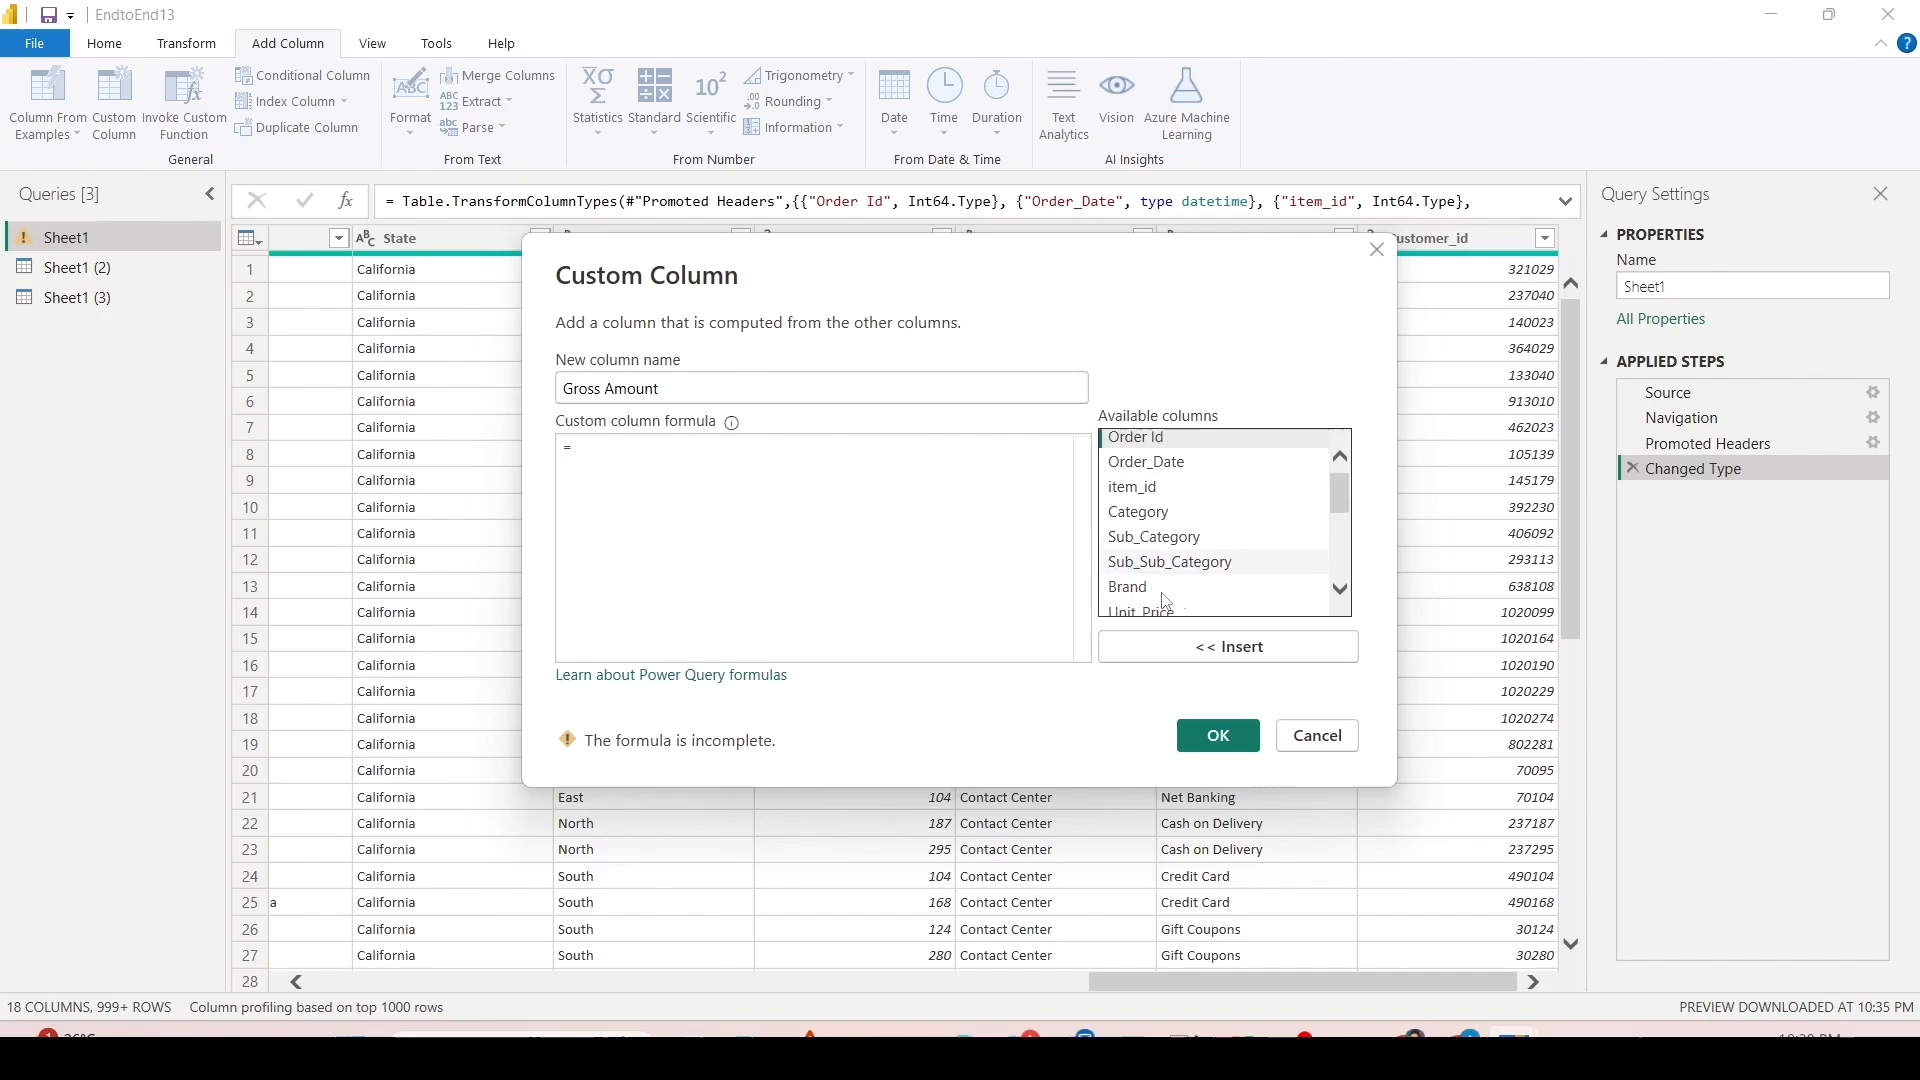 EndtoEnd13
File
Home
Transform
Add Column
View
Tools
Help
?
Column From
Examples
Custom
Column
Invoke Custom
Function
Conditional Column
Index Column
Duplicate Column
General
ABC
Format
Merge Columns
ABC
123
Extract
abc
Parse
From Text
XΟ
Σ
Statistics
Standard
10²
Scientific
Trigonometry
.00
Rounding
Information
From Number
Date
Time
Duration
From Date & Time
Text
Analytics
Vision
Azure Machine
Learning
AI Insights
Queries [3]
Sheet1
Sheet1 (2)
Sheet1 (3)
fx
= Table.TransformColumnTypes(#"Promoted Headers",{{"Order Id", Int64.Type}, {"Order_Date", type datetime}, {"item_id", Int64.Type},
State
ustomer_id
1 California 321029
2 California 237040
3 California 140023
4 California 364029
5 California 133040
6 California 913010
7 California 462023
8 California 105139
9 California 145179
10 California 392230
11 California 406092
12 California 293113
13 California 638108
14 California 1020099
15 California 1020164
16 California 1020190
17 California 1020229
18 California 1020274
19 California 802281
20 California 70095
21 California East 104 Contact Center Net Banking 70104
22 California North 187 Contact Center Cash on Delivery 237187
23 California North 295 Contact Center Cash on Delivery 237295
24 California South 104 Contact Center Credit Card 490104
25 a California South 168 Contact Center Credit Card 490168
26 California South 124 Contact Center Gift Coupons 30124
27 California South 280 Contact Center Gift Coupons 30280
28
Custom Column
Add a column that is computed from the other columns.
New column name
Gross Amount
Custom column formula
=
Available columns
Order Id
Order_Date
item_id
Category
Sub_Category
Sub_Sub_Category
Brand
Unit_Price
<< Insert
Learn about Power Query formulas
The formula is incomplete.
OK
Cancel
Query Settings
PROPERTIES
Name
Sheet1
All Properties
APPLIED STEPS
Source
Navigation
Promoted Headers
Changed Type
18 COLUMNS, 999+ ROWS
Column profiling based on top 1000 rows
PREVIEW DOWNLOADED AT 10:35 PM